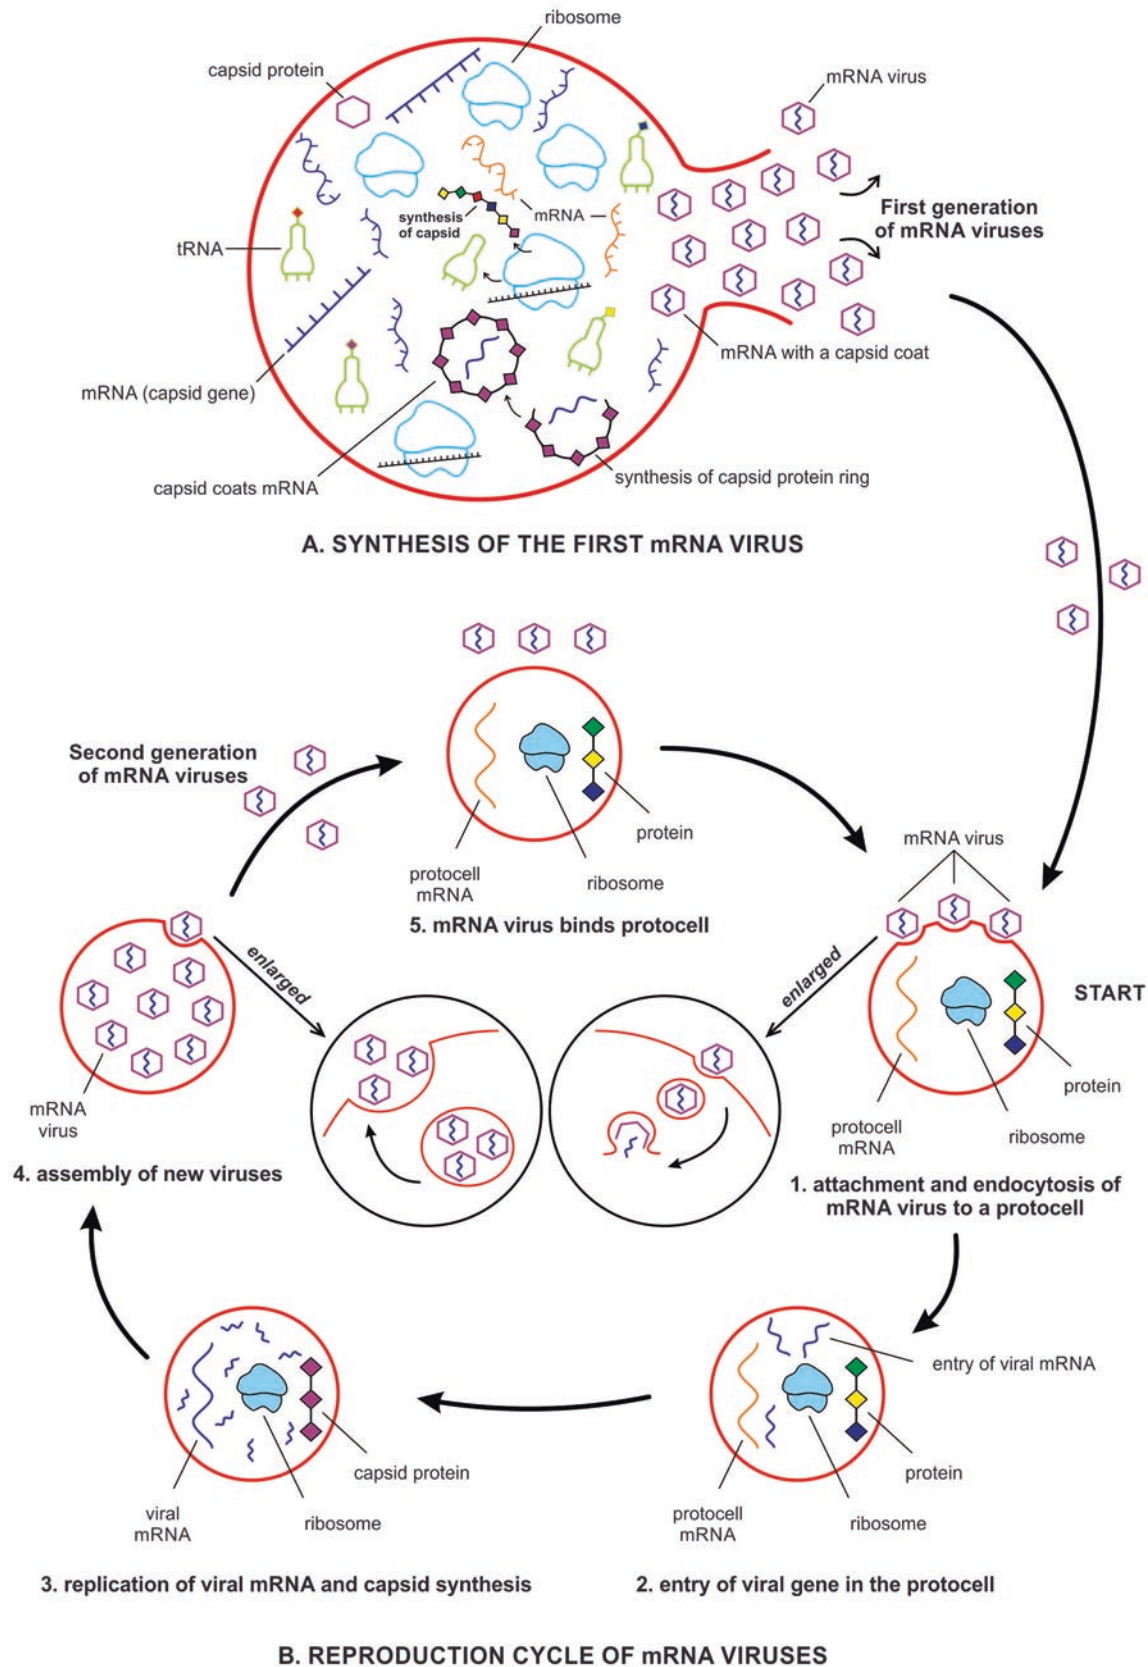 ribosome
capsid protein
mRNA virus
synthesis
of capsid
mRNA
First generation
of mRNA viruses
tRNA
mRNA with a capsid coat
mRNA (capsid gene)
capsid coats mRNA
synthesis of capsid protein ring
A. SYNTHESIS OF THE FIRST mRNA VIRUS
Second generation
of mRNA viruses
protein
protocell
mRNA
ribosome
5. mRNA virus binds protocell
mRNA virus
enlarged
enlarged
START
protein
mRNA
virus
protocell
mRNA
ribosome
4. assembly of new viruses
1. attachment and endocytosis of
mRNA virus to a protocell
entry of viral mRNA
capsid protein
protein
viral
mRNA
ribosome
protocell
mRNA
ribosome
3. replication of viral mRNA and capsid synthesis
2. entry of viral gene in the protocell
B. REPRODUCTION CYCLE OF mRNA VIRUSES